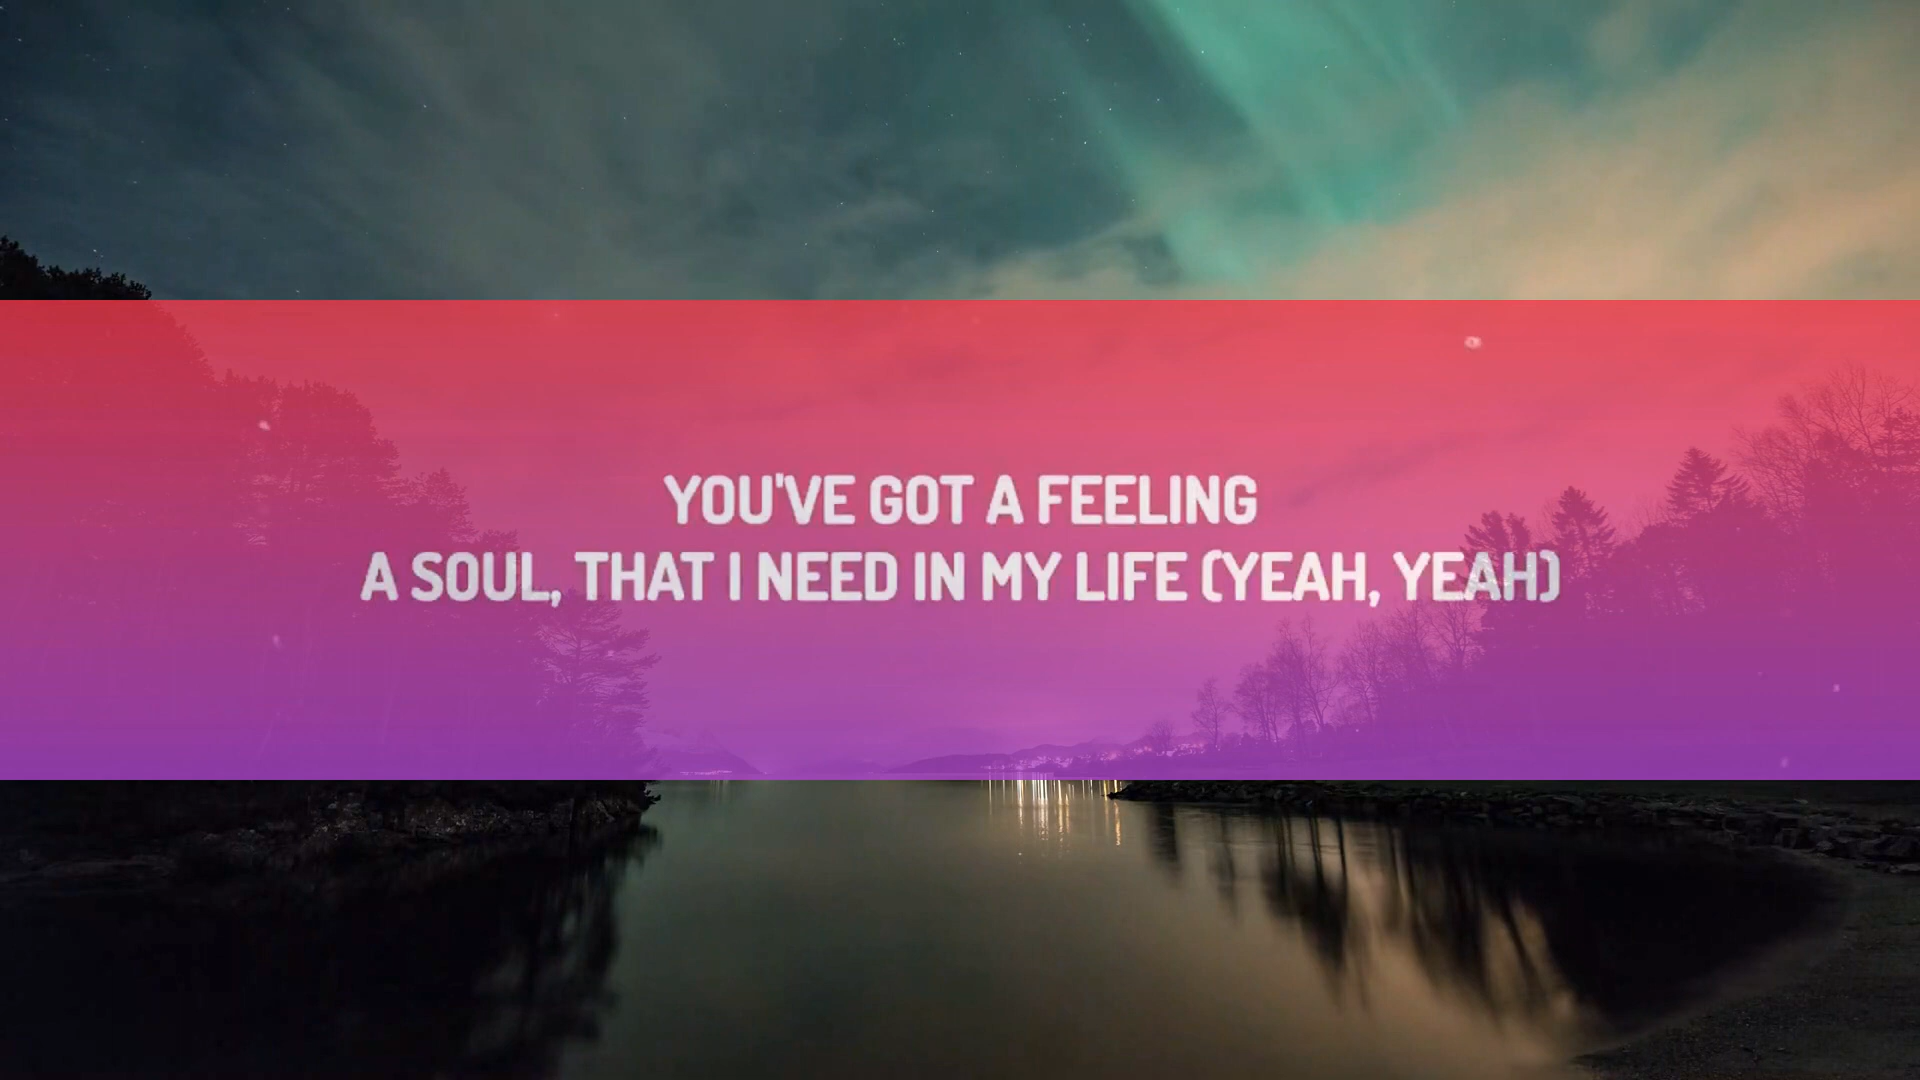 YOU'VE GOT A FEELING
A SOUL, THAT I NEED IN MY LIFE (YEAH, YEAH)